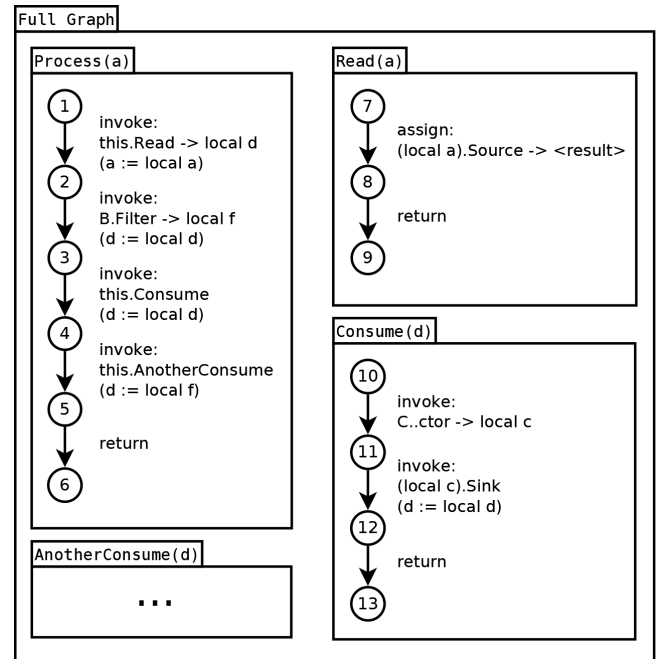 Full Graph
Process(a)
1
invoke:
this.Read -> local d
(a := local a)
2
invoke:
B.Filter -> local f
(d := local d)
3
invoke:
this.Consume
(d := local d)
4
invoke:
this.AnotherConsume
(d := local f)
5
return
6
AnotherConsume(d)
...
Read(a)
7
assign:
(local a).Source -> <result>
8
return
9
Consume(d)
10
invoke:
C..ctor -> local c
11
invoke:
(local c).Sink
(d := local d)
12
return
13